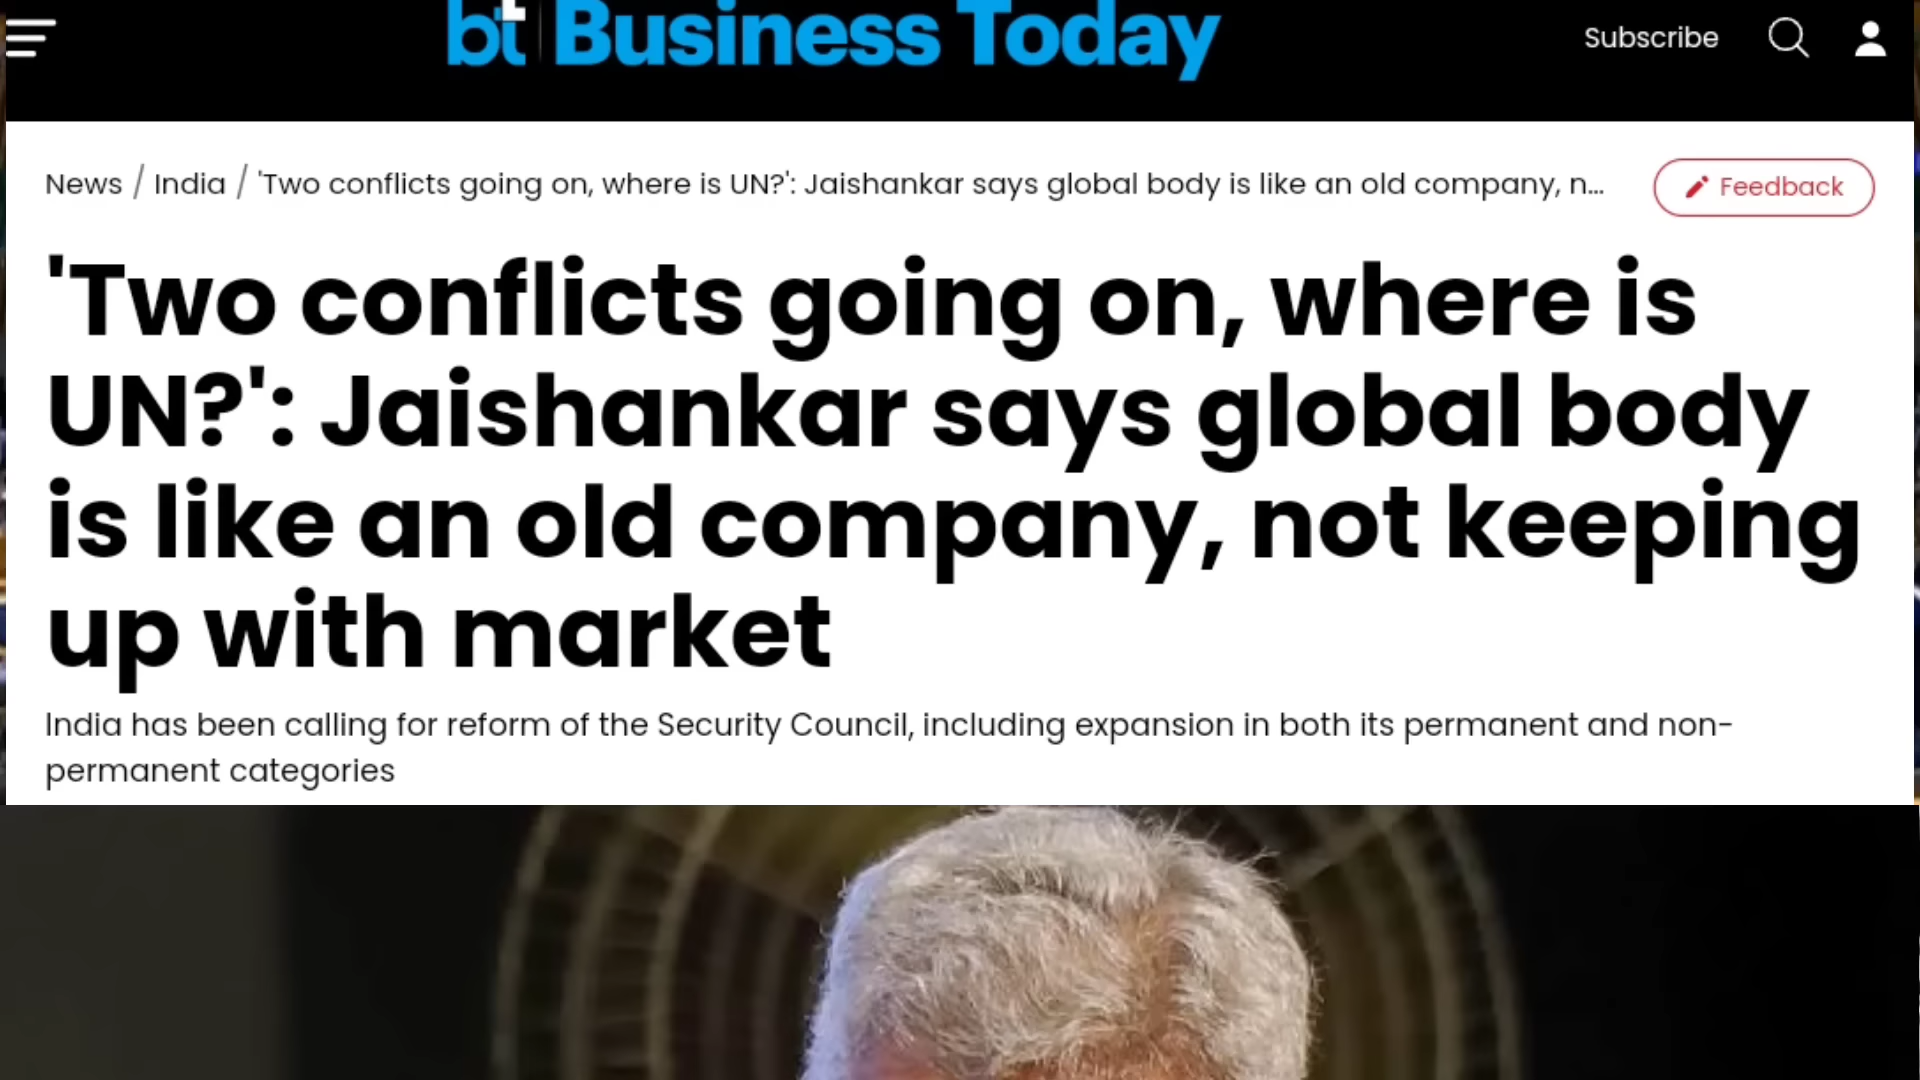 bt Business Today
Subscribe
News / India / 'Two conflicts going on, where is UN?': Jaishankar says global body is like an old company, n...
Feedback
'Two conflicts going on, where is
UN?': Jaishankar says global body
is like an old company, not keeping
up with market
India has been calling for reform of the Security Council, including expansion in both its permanent and non-
permanent categories